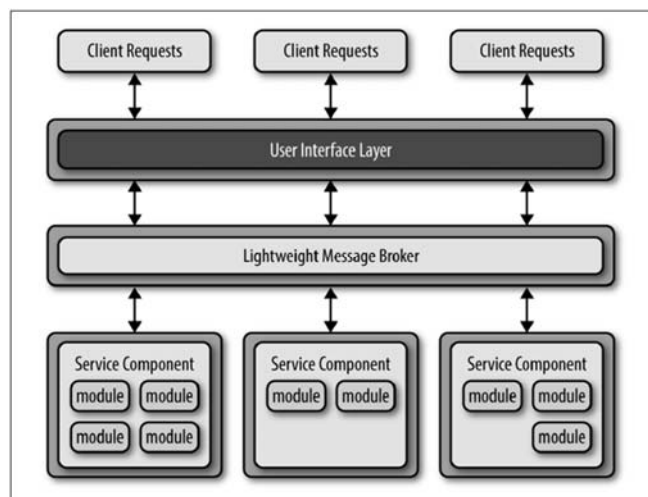 Client Requests Client Requests Client Requests
User Interface Layer
Lightweight Message Broker
Service Component Service Component Service Component
module module module module module module
module module module